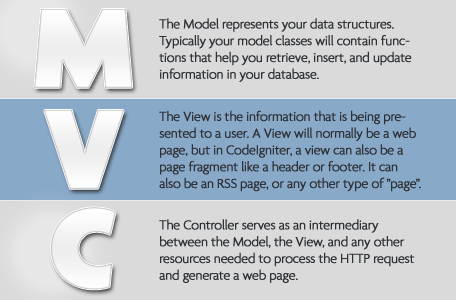 M
The Model represents your data structures.
Typically your model classes will contain func-
tions that help you retrieve, insert, and update
information in your database.
V
The View is the information that is being pre-
sented to a user. A View will normally be a web
page, but in CodeIgniter, a view can also be a
page fragment like a header or footer. It can
also be an RSS page, or any other type of "page".
C
The Controller serves as an intermediary
between the Model, the View, and any other
resources needed to process the HTTP request
and generate a web page.